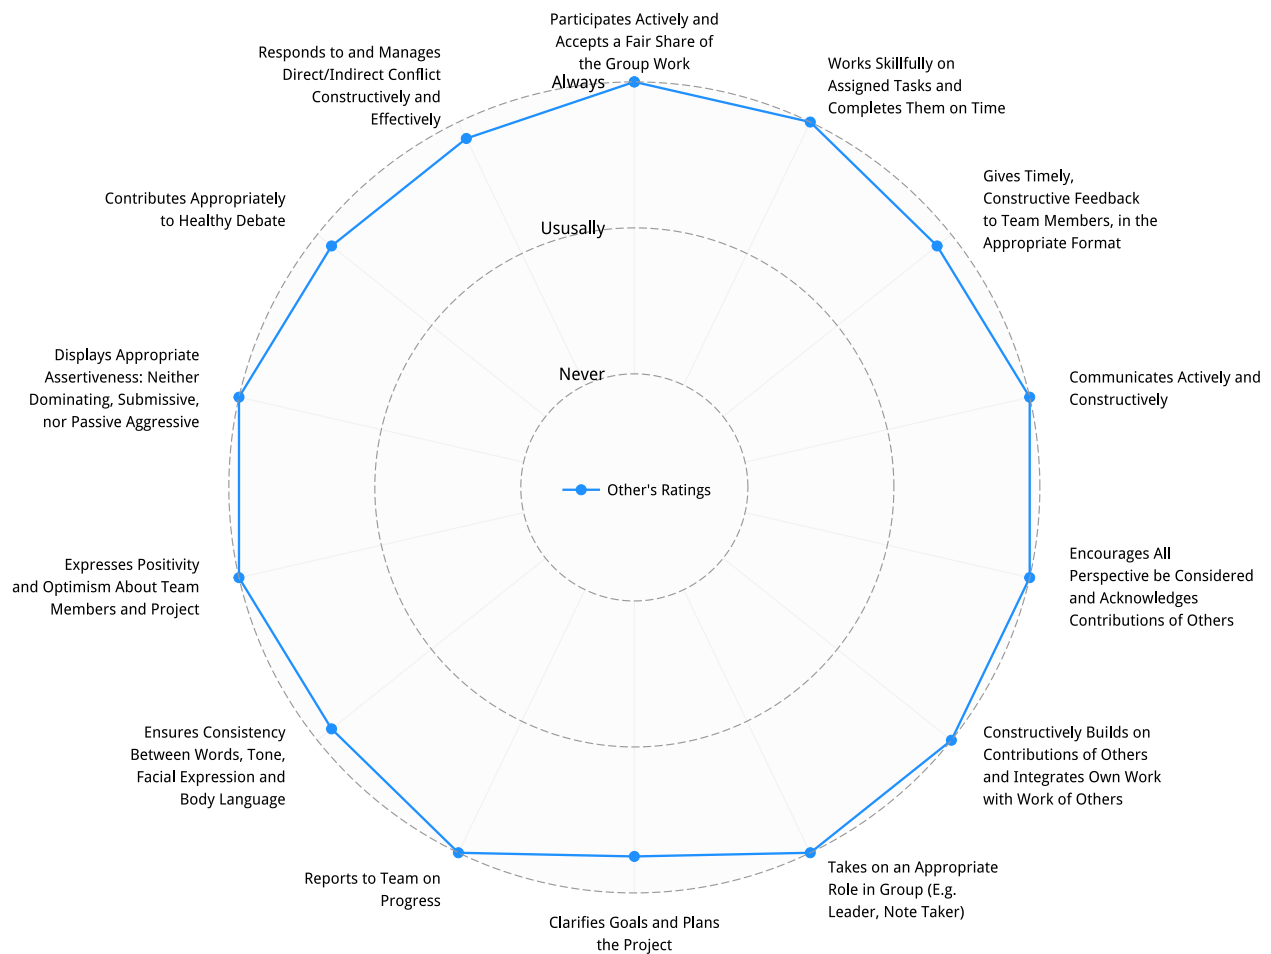 Participates Actively and
Accepts a Fair Share of
the Group Work
Works Skillfully on
Assigned Tasks and
Completes Them on Time
Gives Timely,
Constructive Feedback
to Team Members, in the
Appropriate Format
Communicates Actively and
Constructively
Encourages All
Perspective be Considered
and Acknowledges
Contributions of Others
Constructively Builds on
Contributions of Others
and Integrates Own Work
with Work of Others
Takes on an Appropriate
Role in Group (E.g.
Leader, Note Taker)
Clarifies Goals and Plans
the Project
Reports to Team on
Progress
Ensures Consistency
Between Words, Tone,
Facial Expression and
Body Language
Expresses Positivity
and Optimism About Team
Members and Project
Displays Appropriate
Assertiveness: Neither
Dominating, Submissive,
nor Passive Aggressive
Contributes Appropriately
to Healthy Debate
Responds to and Manages
Direct/Indirect Conflict
Constructively and
Effectively
Always
Ususally
Never
Other's Ratings